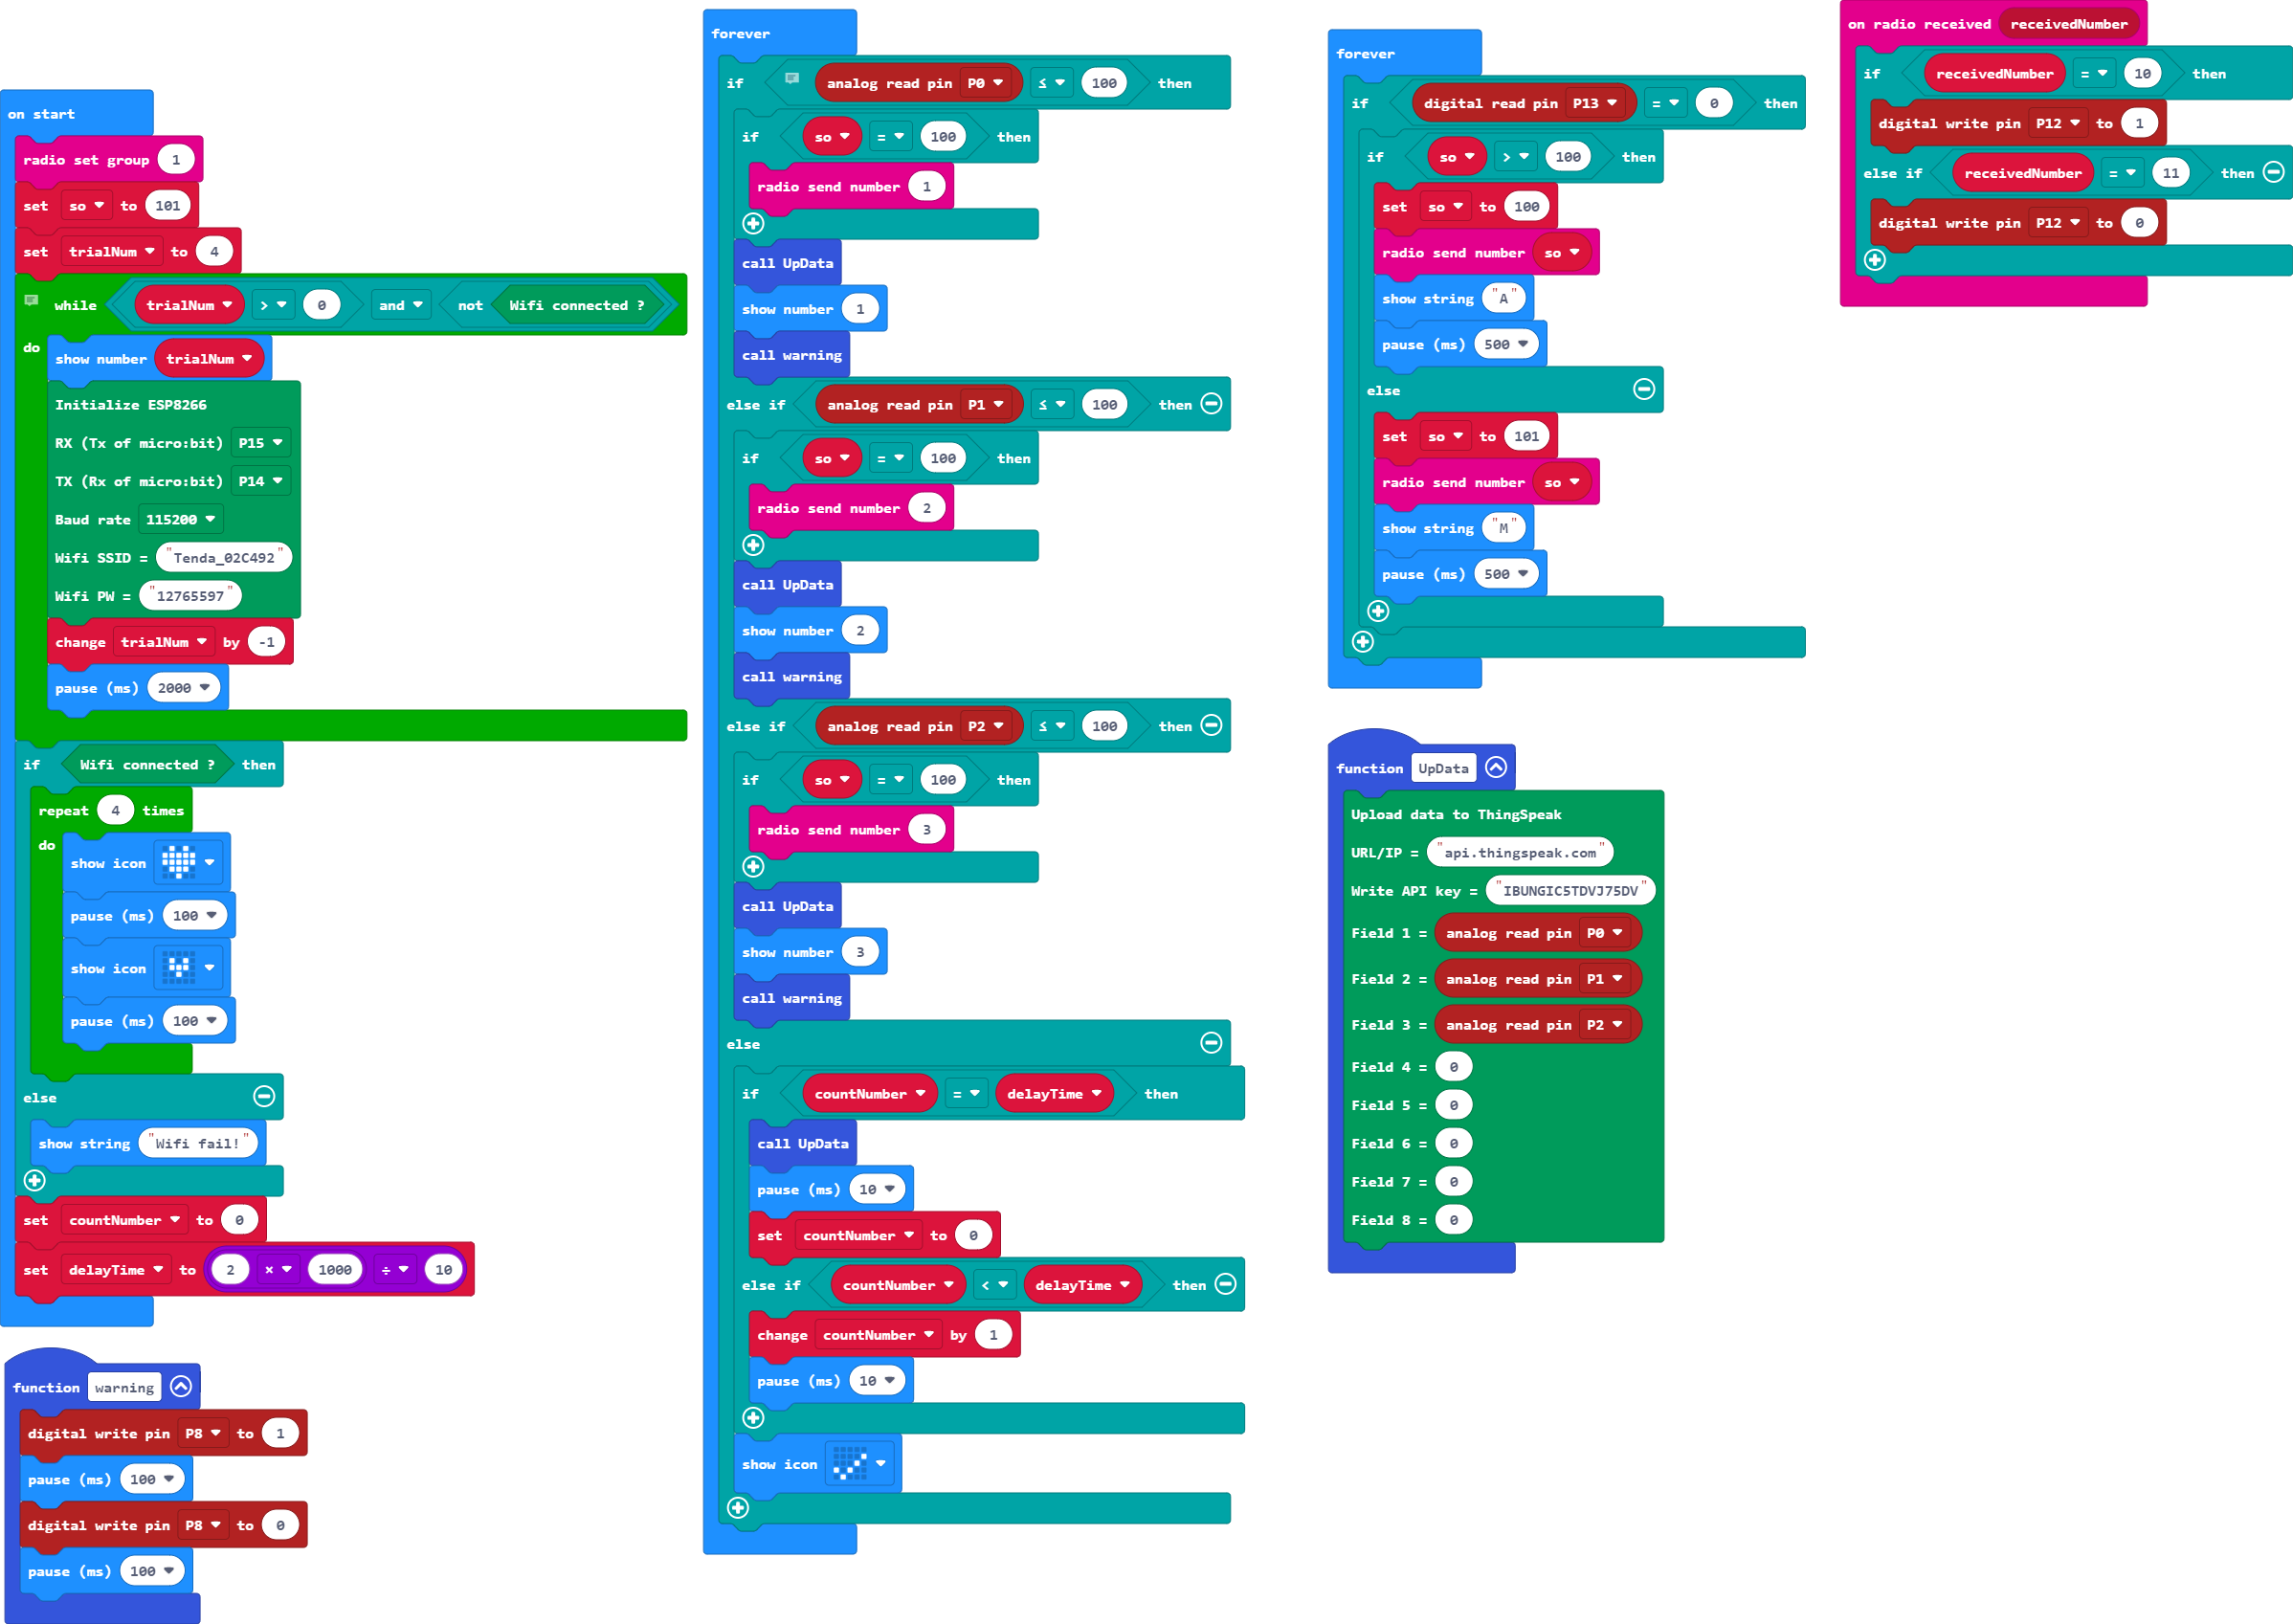 on start
radio set group 1
set so to 101
set trialNum to 4
while trialNum > 0 and not Wifi connected ?
do
show number trialNum
Initialize ESP8266
RX (Tx of micro:bit) P15
TX (Rx of micro:bit) P14
Baud rate 115200
Wifi SSID = "Tenda_02C492"
Wifi PW = "12765597"
change trialNum by -1
pause (ms) 2000
if Wifi connected ? then
repeat 4 times
do
show icon
pause (ms) 100
show icon
pause (ms) 100
else
show string "Wifi fail!"
set countNumber to 0
set delayTime to 2 × 1000 ÷ 10
function warning
digital write pin P8 to 1
pause (ms) 100
digital write pin P8 to 0
pause (ms) 100
forever
if analog read pin P0 ≤ 100 then
if so = 100 then
radio send number 1
call UpData
show number 1
call warning
else if analog read pin P1 ≤ 100 then
if so = 100 then
radio send number 2
call UpData
show number 2
call warning
else if analog read pin P2 ≤ 100 then
if so = 100 then
radio send number 3
call UpData
show number 3
call warning
else
if countNumber = delayTime then
call UpData
pause (ms) 10
set countNumber to 0
else if countNumber < delayTime then
change countNumber by 1
pause (ms) 10
show icon
forever
if digital read pin P13 = 0 then
if so > 100 then
set so to 100
radio send number so
show string "A"
pause (ms) 500
else
set so to 101
radio send number so
show string "M"
pause (ms) 500
function UpData
Upload data to ThingSpeak
URL/IP = "api.thingspeak.com"
Write API key = "IBUNGIC5TDVJ75DV"
Field 1 = analog read pin P0
Field 2 = analog read pin P1
Field 3 = analog read pin P2
Field 4 = 0
Field 5 = 0
Field 6 = 0
Field 7 = 0
Field 8 = 0
on radio received receivedNumber
if receivedNumber = 10 then
digital write pin P12 to 1
else if receivedNumber = 11 then
digital write pin P12 to 0